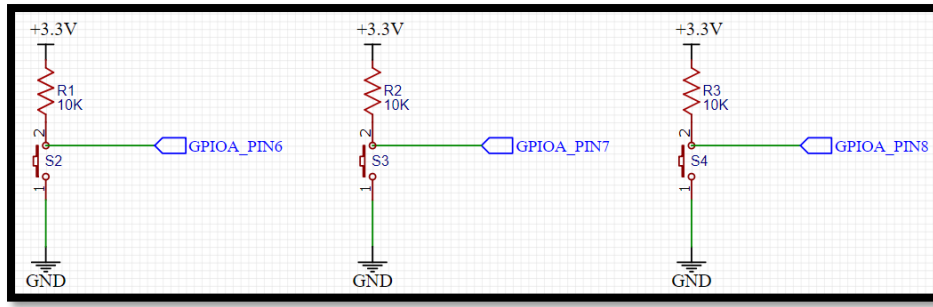 +3.3V
+3.3V
+3.3V
R1
10K
R2
10K
R3
10K
2
GPIOA_PIN6
S2
1
2
GPIOA_PIN7
S3
1
2
GPIOA_PIN8
S4
1
GND
GND
GND